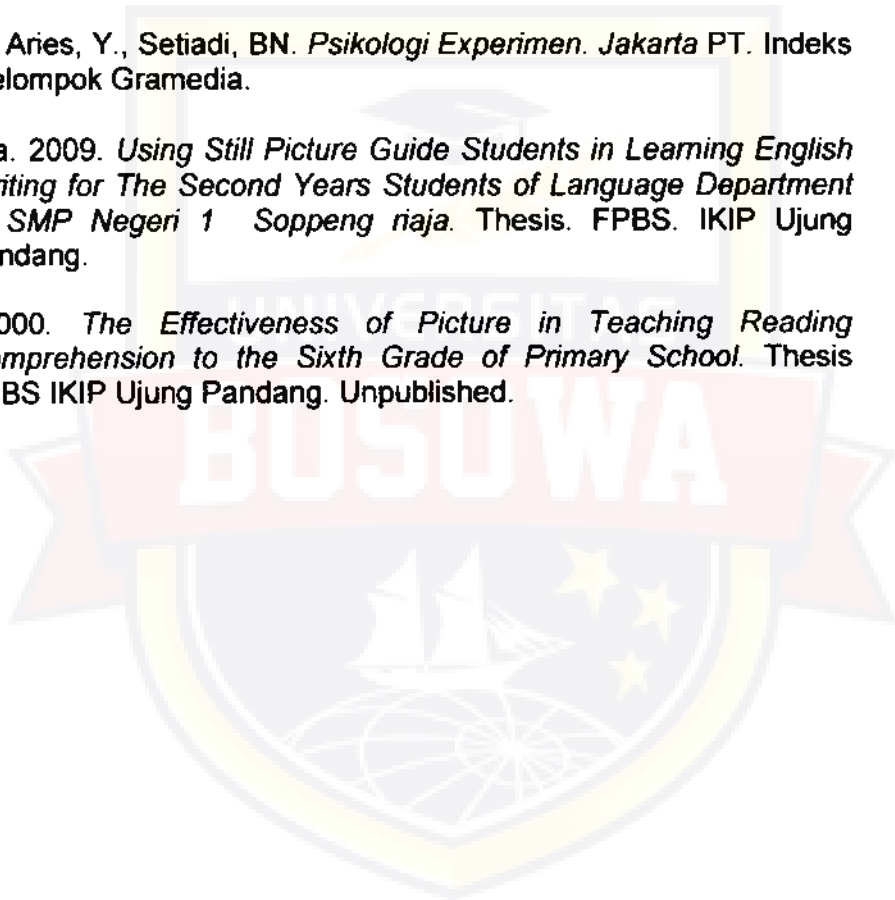 Aries, Y., Setiadi, BN. Psikologi Experimen. Jakarta PT. Indeks
elompok Gramedia.
a. 2009. Using Still Picture Guide Students in Learning English
riting for The Second Years Students of Language Department
SMP Negeri 1 Soppeng riaja. Thesis. FPBS. IKIP Ujung
ndang.
000. The Effectiveness of Picture in Teaching Reading
mprehension to the Sixth Grade of Primary School. Thesis
BS IKIP Ujung Pandang. Unpublished.
UNIVERSITAS
BOSOWA